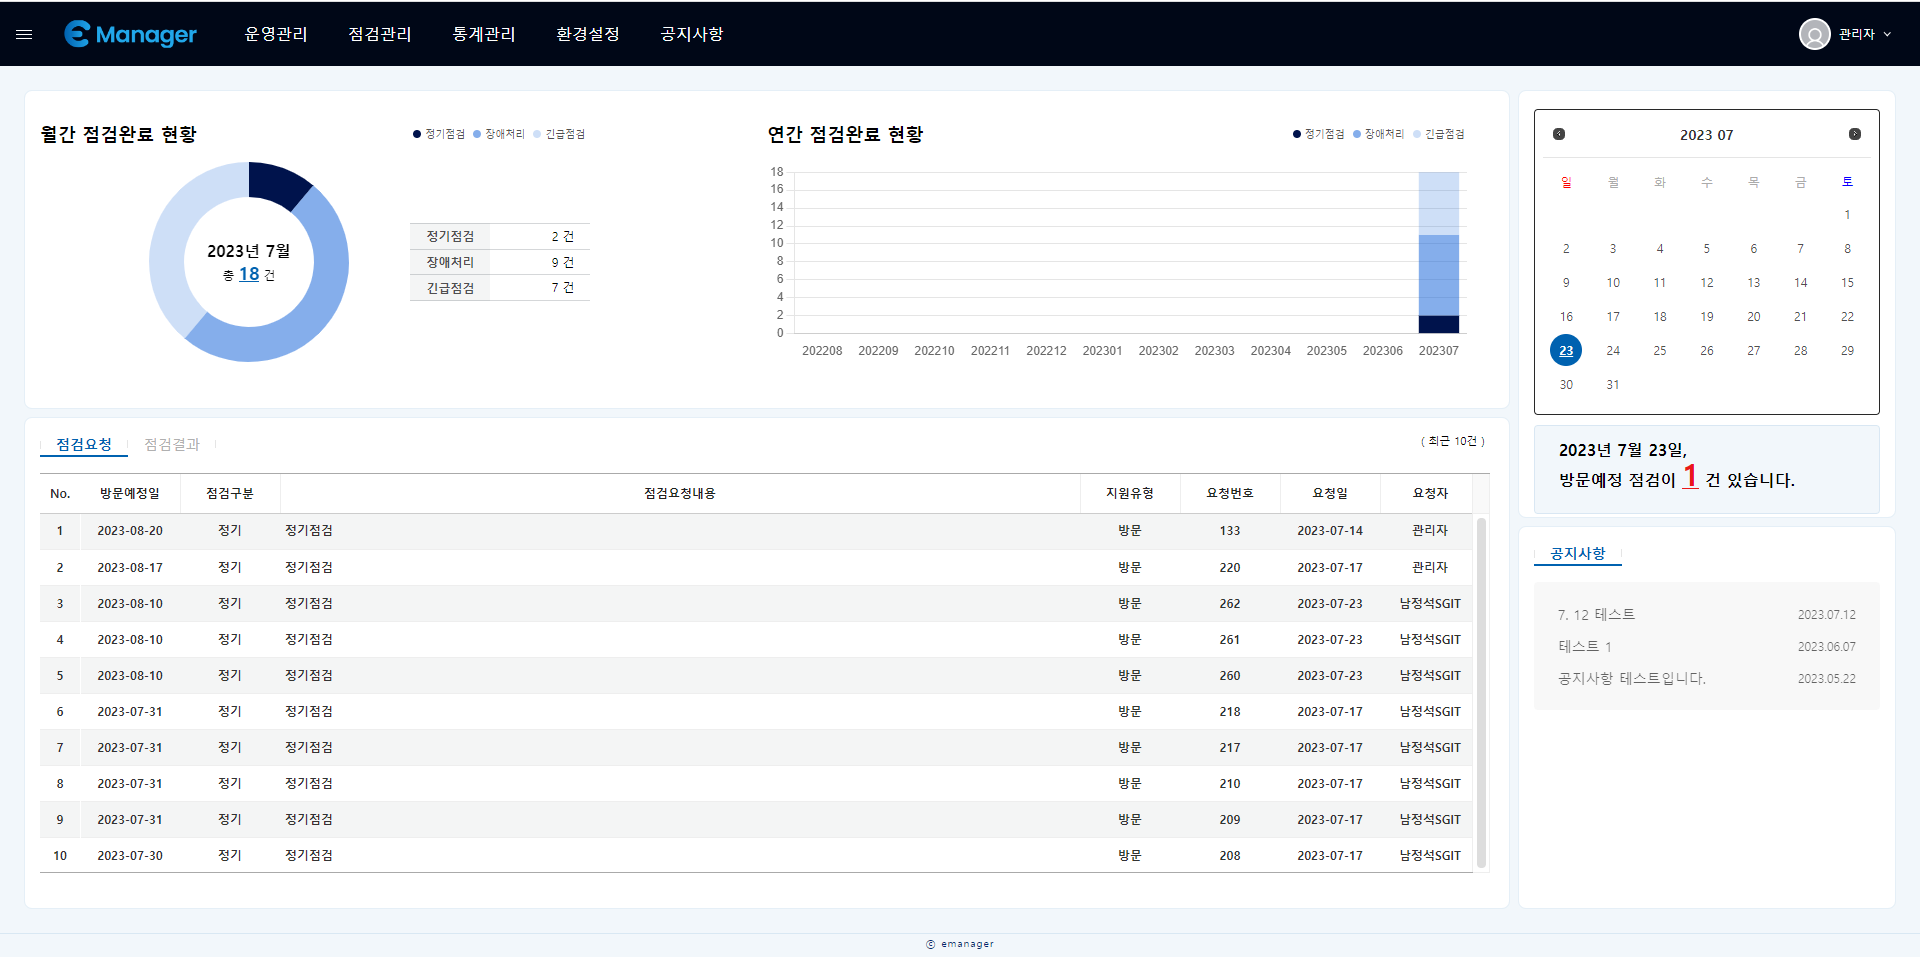 Manager 운영관리 점검관리 통계관리 환경설정 공지사항 관리자
월간 점검완료 현황
정기점검 장애처리 긴급점검
2023년 7월
총 18 건
정기점검 2 건
장애처리 9 건
긴급점검 7 건
연간 점검완료 현황
정기점검 장애처리 긴급점검
18
16
14
12
10
8
6
4
2
0
202208 202209 202210 202211 202212 202301 202302 202303 202304 202305 202306 202307
2023 07
일 월 화 수 목 금 토
1
2 3 4 5 6 7 8
9 10 11 12 13 14 15
16 17 18 19 20 21 22
23 24 25 26 27 28 29
30 31
2023년 7월 23일,
방문예정 점검이 1 건 있습니다.
점검요청 점검결과
( 최근 10건 )
No. 방문예정일 점검구분 점검요청내용 지원유형 요청번호 요청일 요청자
1 2023-08-20 정기 정기점검 방문 133 2023-07-14 관리자
2 2023-08-17 정기 정기점검 방문 220 2023-07-17 관리자
3 2023-08-10 정기 정기점검 방문 262 2023-07-23 남정석SGIT
4 2023-08-10 정기 정기점검 방문 261 2023-07-23 남정석SGIT
5 2023-08-10 정기 정기점검 방문 260 2023-07-23 남정석SGIT
6 2023-07-31 정기 정기점검 방문 218 2023-07-17 남정석SGIT
7 2023-07-31 정기 정기점검 방문 217 2023-07-17 남정석SGIT
8 2023-07-31 정기 정기점검 방문 210 2023-07-17 남정석SGIT
9 2023-07-31 정기 정기점검 방문 209 2023-07-17 남정석SGIT
10 2023-07-30 정기 정기점검 방문 208 2023-07-17 남정석SGIT
공지사항
7. 12 테스트 2023.07.12
테스트 1 2023.06.07
공지사항 테스트입니다. 2023.05.22
ⓒ emanager